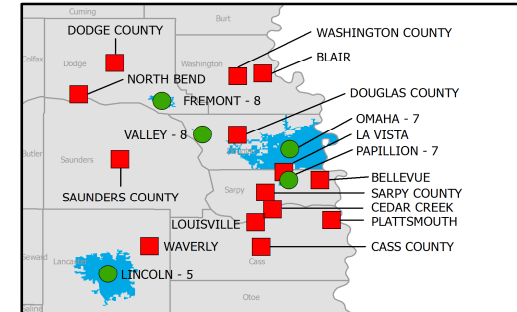 Cuming
Burt
DODGE COUNTY
WASHINGTON COUNTY
Colfax
Dodge
Washington
BLAIR
NORTH BEND
DOUGLAS COUNTY
FREMONT - 8
OMAHA - 7
VALLEY - 8
LA VISTA
Butler
Saunders
PAPILLION - 7
BELLEVUE
Sarpy
SARPY COUNTY
SAUNDERS COUNTY
CEDAR CREEK
LOUISVILLE
PLATTSMOUTH
WAVERLY
CASS COUNTY
Seward
Cass
LINCOLN - 5
Otoe
Saline